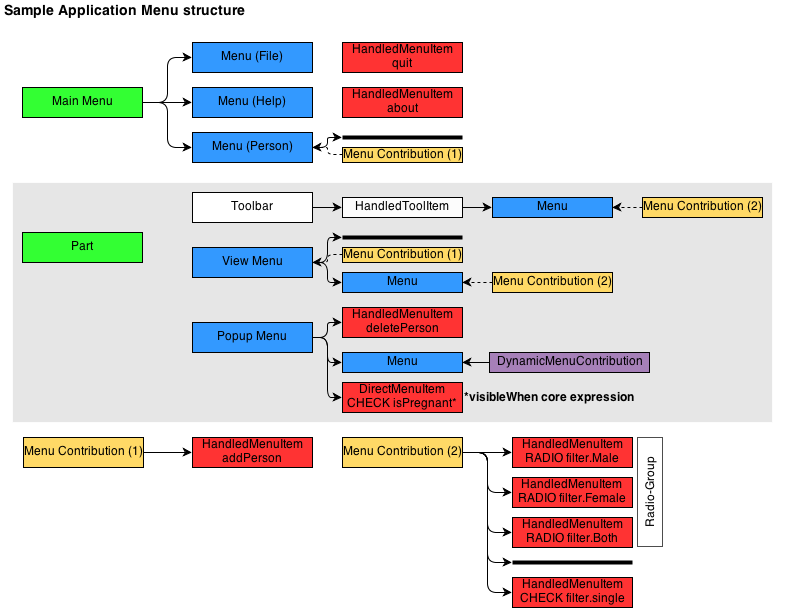 Sample Application Menu structure
Menu (File)
HandledMenuItem
quit
Main Menu
Menu (Help)
HandledMenuItem
about
Menu (Person)
Menu Contribution (1)
Toolbar
HandledToolItem
Menu
Menu Contribution (2)
Part
View Menu
Menu Contribution (1)
Menu
Menu Contribution (2)
Popup Menu
HandledMenuItem
deletePerson
Menu
DynamicMenuContribution
DirectMenuItem
CHECK isPregnant*
*visibleWhen core expression
Menu Contribution (1)
HandledMenuItem
addPerson
Menu Contribution (2)
HandledMenuItem
RADIO filter.Male
HandledMenuItem
RADIO filter.Female
HandledMenuItem
RADIO filter.Both
Radio-Group
HandledMenuItem
CHECK filter.single